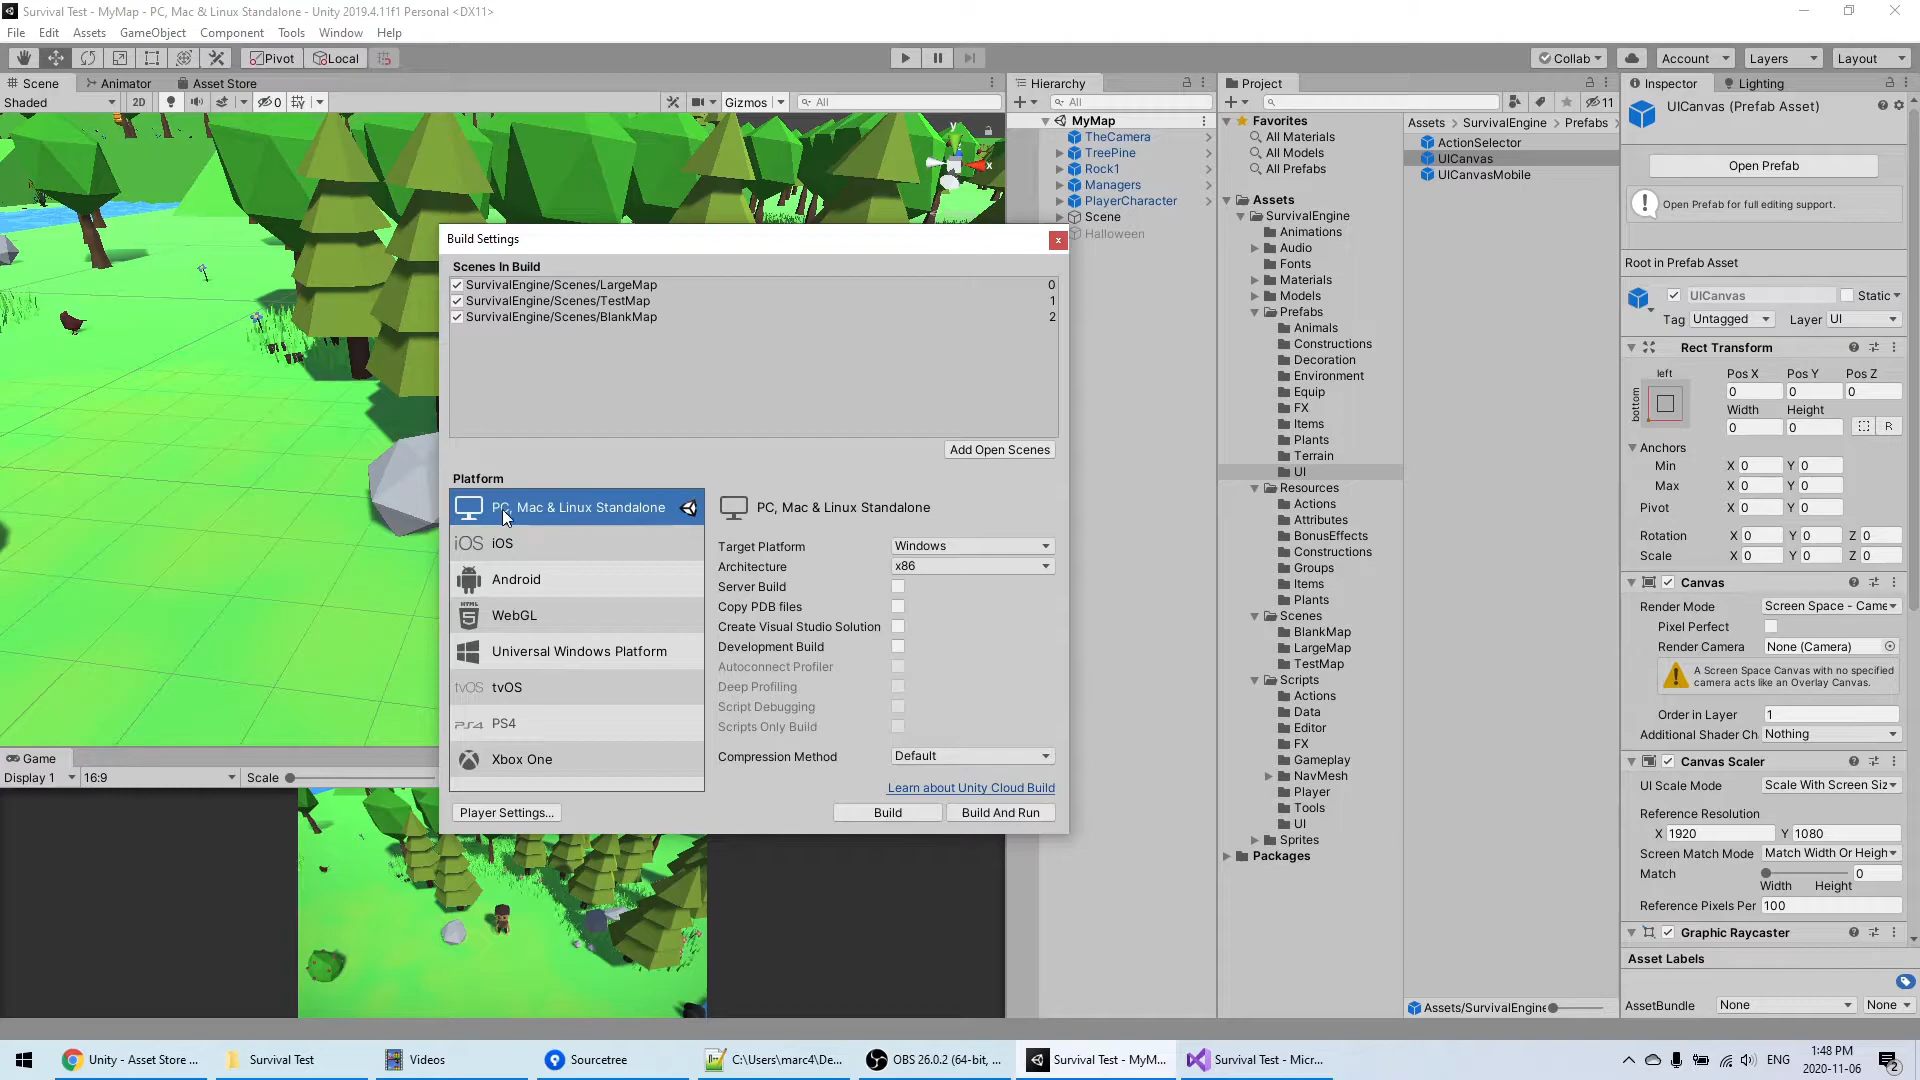 Survival Test - MyMap - PC, Mac & Linux Standalone - Unity 2019.4.11f1 Personal <DX11>
File Edit Assets GameObject Component Tools Window Help
Pivot Local Collab Account Layers Layout
Scene Animator Asset Store
Shaded 2D 0 Gizmos All
Hierarchy
All
MyMap
TheCamera
TreePine
Rock1
Managers
PlayerCharacter
Scene
Halloween
Project
11
Favorites
All Materials
All Models
All Prefabs
Assets
SurvivalEngine
Animations
Audio
Fonts
Materials
Models
Prefabs
Animals
Constructions
Decoration
Environment
Equip
FX
Items
Plants
Terrain
UI
Resources
Actions
Attributes
BonusEffects
Constructions
Groups
Items
Plants
Scenes
BlankMap
LargeMap
TestMap
Scripts
Actions
Data
Editor
FX
Gameplay
NavMesh
Player
Tools
UI
Sprites
Packages
Assets > SurvivalEngine > Prefabs >
ActionSelector
UICanvas
UICanvasMobile
Assets/SurvivalEngine
Inspector Lighting
UICanvas (Prefab Asset)
Open Prefab
Open Prefab for full editing support.
Root in Prefab Asset
UICanvas Static
Tag Untagged Layer UI
Rect Transform
left Pos X Pos Y Pos Z
bottom 0 0 0
Width Height
0 0 R
Anchors
Min X 0 Y 0
Max X 0 Y 0
Pivot X 0 Y 0
Rotation X 0 Y 0 Z 0
Scale X 0 Y 0 Z 0
Canvas
Render Mode Screen Space - Came
Pixel Perfect
Render Camera None (Camera)
A Screen Space Canvas with no specified
camera acts like an Overlay Canvas.
Order in Layer 1
Additional Shader Ch Nothing
Canvas Scaler
UI Scale Mode Scale With Screen Siz
Reference Resolution
X 1920 Y 1080
Screen Match Mode Match Width Or Heigh
Match 0
Width Height
Reference Pixels Per 100
Graphic Raycaster
Asset Labels
AssetBundle None None
Build Settings
x
Scenes In Build
SurvivalEngine/Scenes/LargeMap 0
SurvivalEngine/Scenes/TestMap 1
SurvivalEngine/Scenes/BlankMap 2
Add Open Scenes
Platform
PC, Mac & Linux Standalone
iOS iOS
Android
HTML 5 WebGL
Universal Windows Platform
tvOS tvOS
PS4 PS4
Xbox One
PC, Mac & Linux Standalone
Target Platform Windows
Architecture x86
Server Build
Copy PDB files
Create Visual Studio Solution
Development Build
Autoconnect Profiler
Deep Profiling
Script Debugging
Scripts Only Build
Compression Method Default
Learn about Unity Cloud Build
Player Settings... Build Build And Run
Game
Display 1 16:9 Scale
y
x
Unity - Asset Store ... Survival Test Videos Sourcetree C:\Users\marc4\De... OBS 26.0.2 (64-bit, ... Survival Test - MyM... Survival Test - Micr...
ENG 1:48 PM
2020-11-06 2